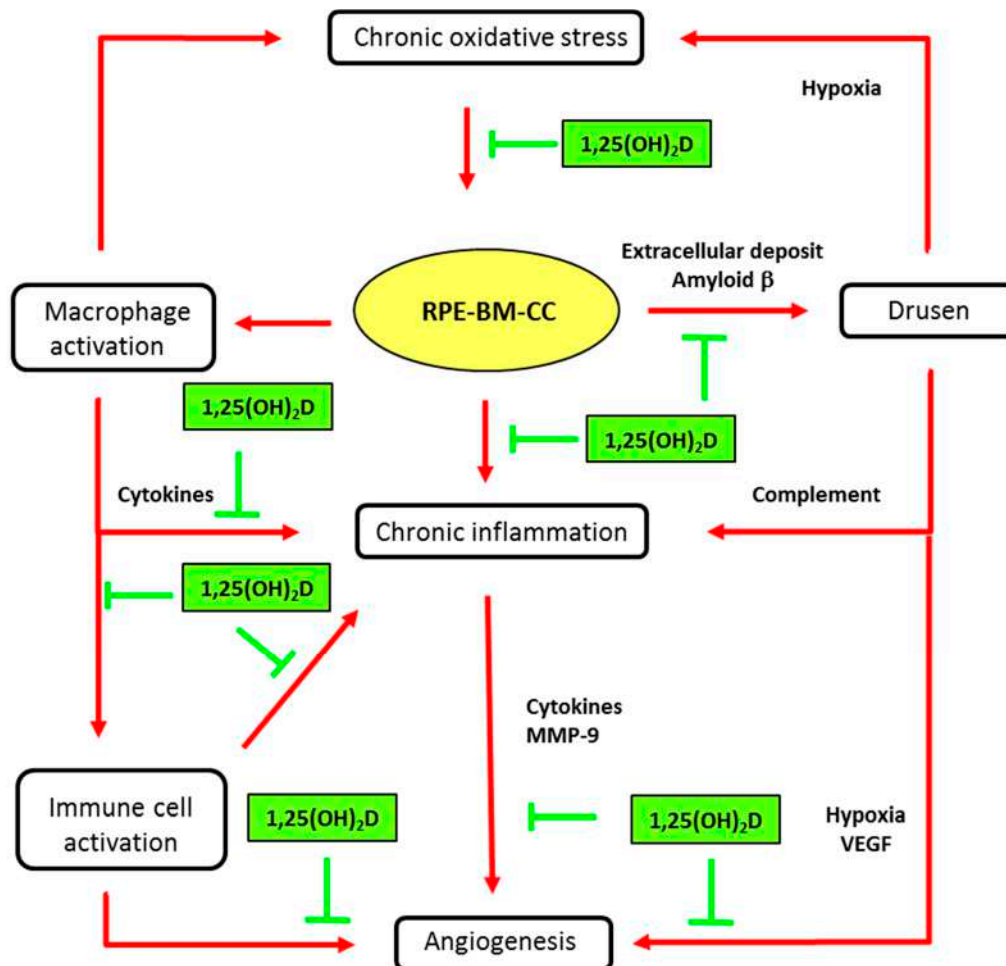 Chronic oxidative stress
Hypoxia
1,25(OH)₂D
Extracellular deposit
Amyloid β
Macrophage
activation
RPE-BM-CC
Drusen
1,25(OH)₂D
1,25(OH)₂D
Cytokines
Chronic inflammation
Complement
1,25(OH)₂D
Cytokines
MMP-9
Immune cell
activation
1,25(OH)₂D
1,25(OH)₂D
Hypoxia
VEGF
Angiogenesis